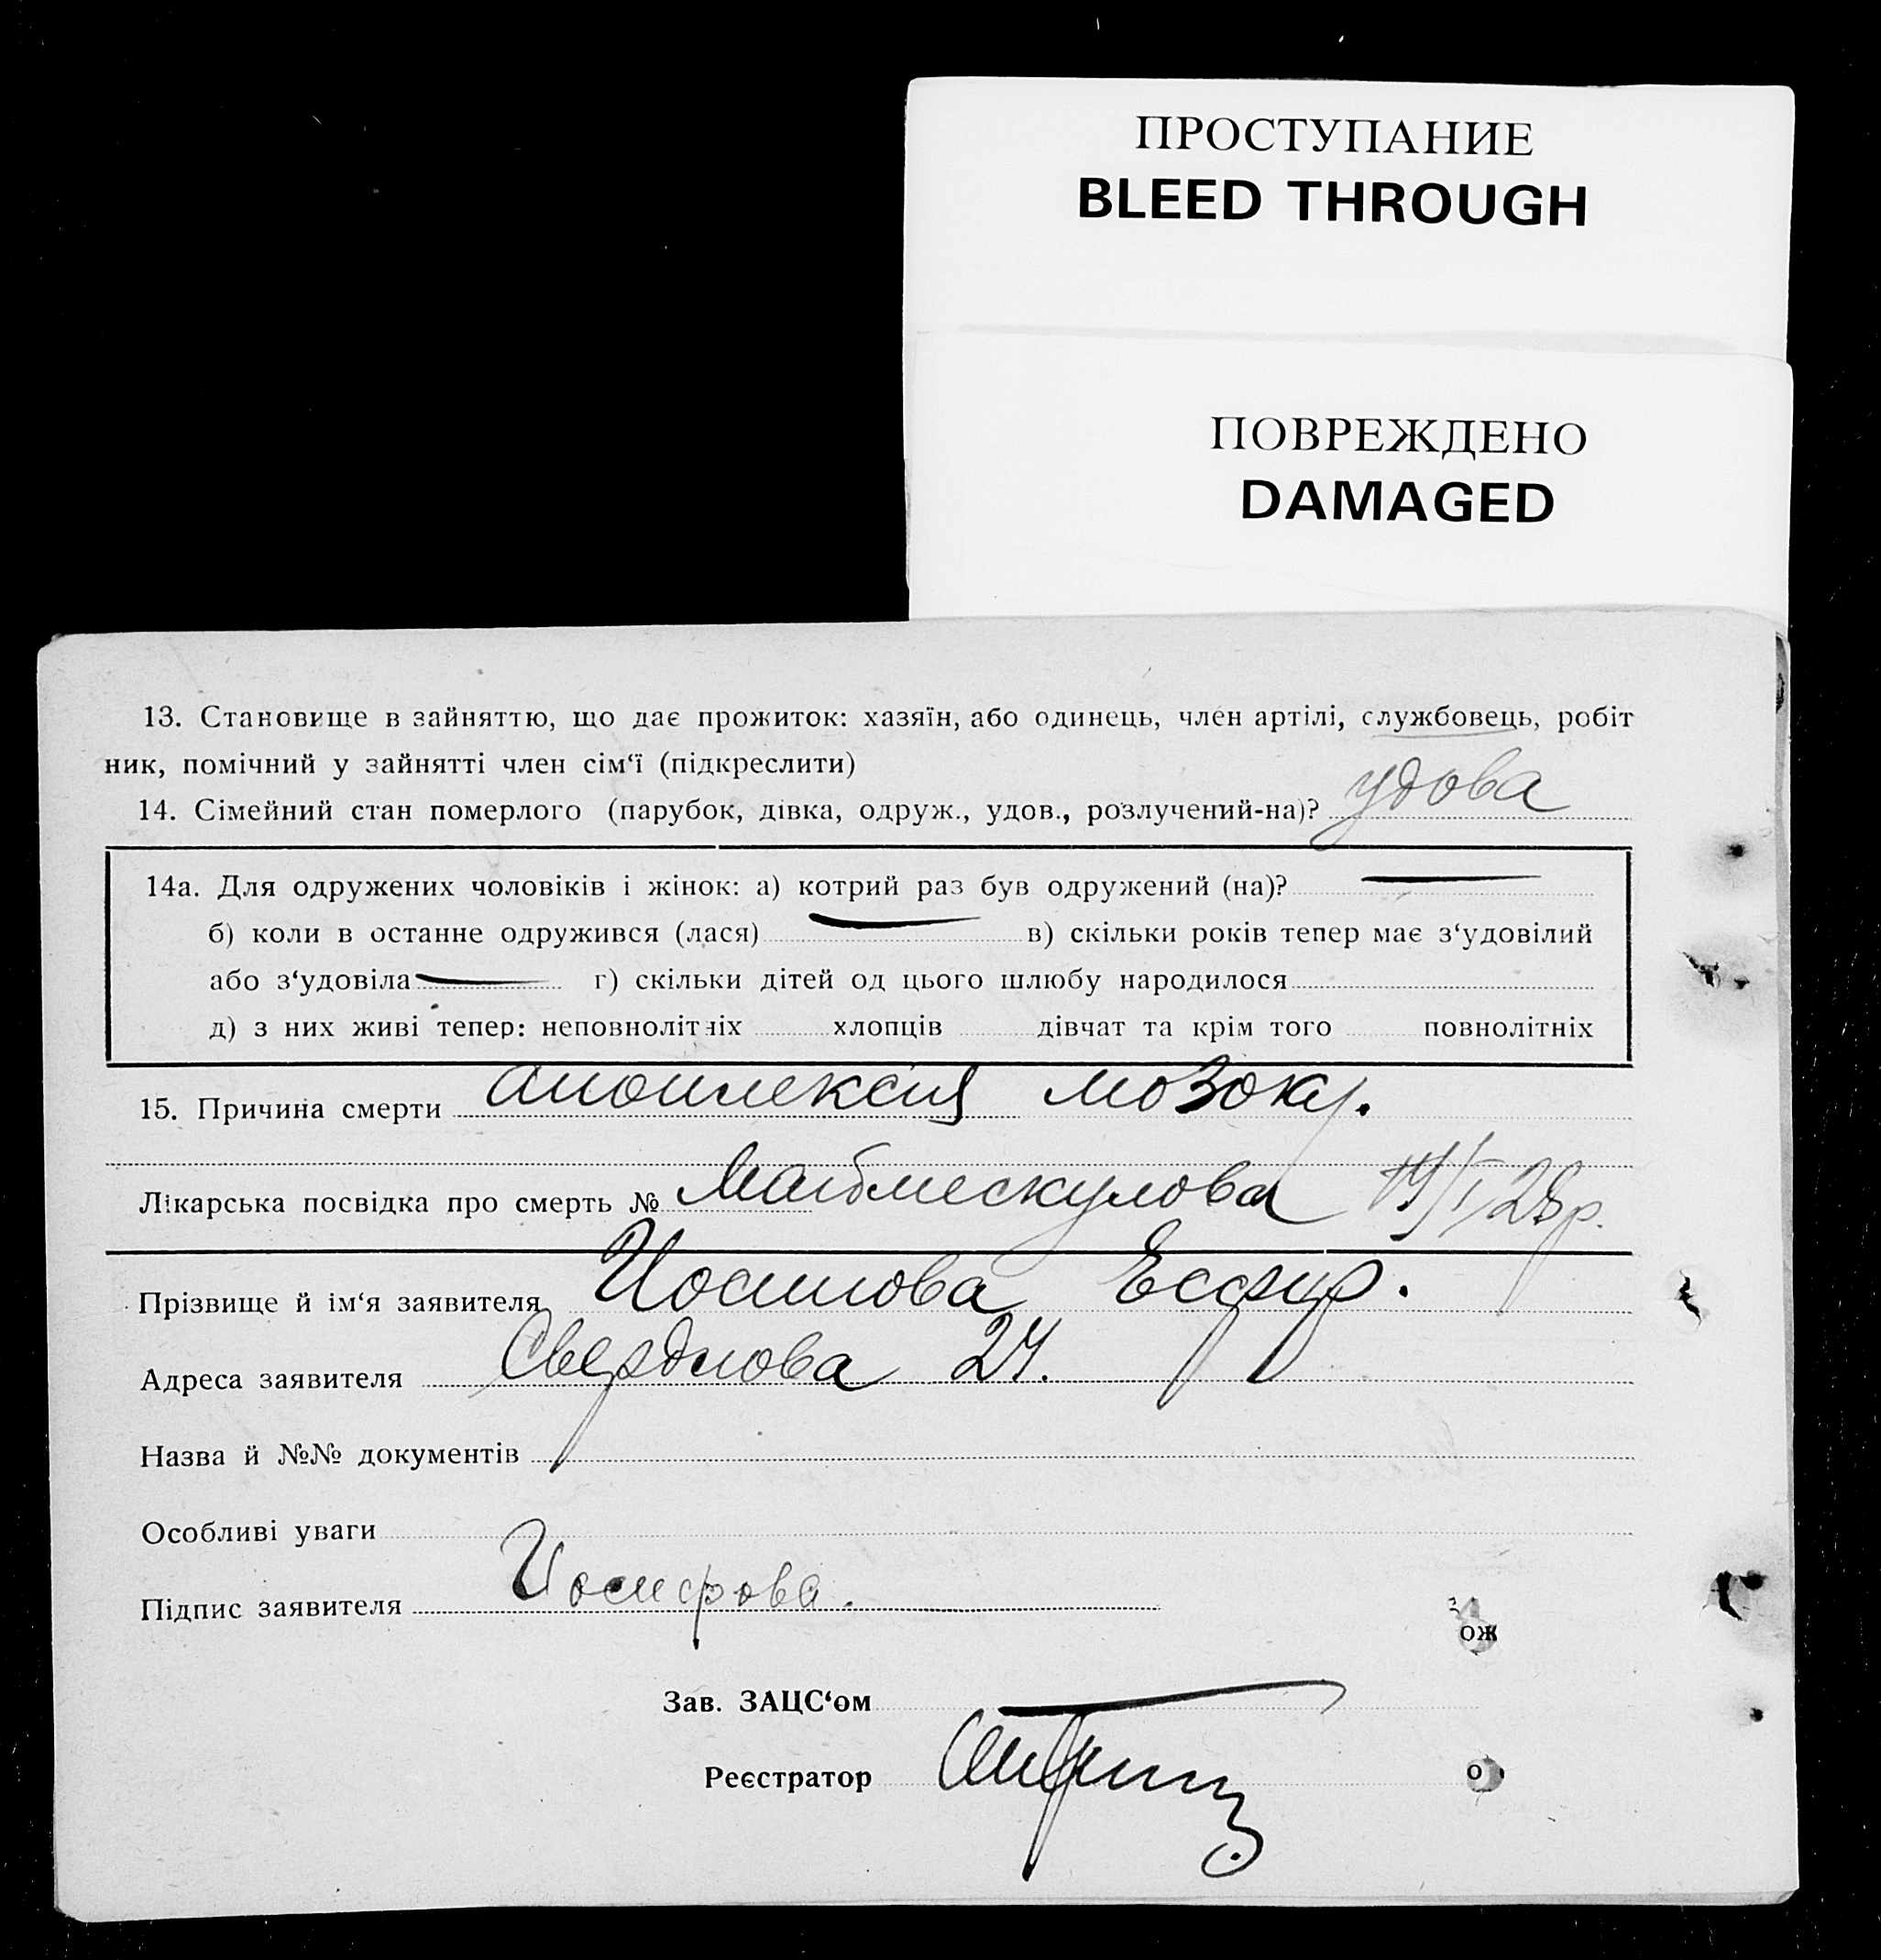 ПРОСТУПАНИЕ
BLEED THROUGH
ПОВРЕЖДЕНО
DAMAGED
13. Становище в зайняттю, що дає прожиток: хазяїн, або одинець, член артілі, службовець, робіт
ник, помічний у зайнятті член сім‘ї (підкреслити)
14. Сімейний стан померлого (парубок, дівка, одруж., удов., розлучений-на)? удова
14а. Для одружених чоловіків і жінок: а) котрий раз був одружений (на)?
б) коли в останне одружився (лася) в) скільки років тепер має з‘удовілий
або з‘удовіла г) скільки дітей од цього шлюбу народилося
д) з них живі тепер: неповнолітніх хлопців дівчат та крім того повнолітніх
15. Причина смерти апоплексия мозоку.
Лікарська посвідка про смерть №
Прізвище й ім‘я заявителя
Адреса заявителя Свердлова
Назва й №№ документів
Особливі уваги
Підпис заявителя Иосифова.
ож
Зав. ЗАЦС‘ом
Реєстратор
о